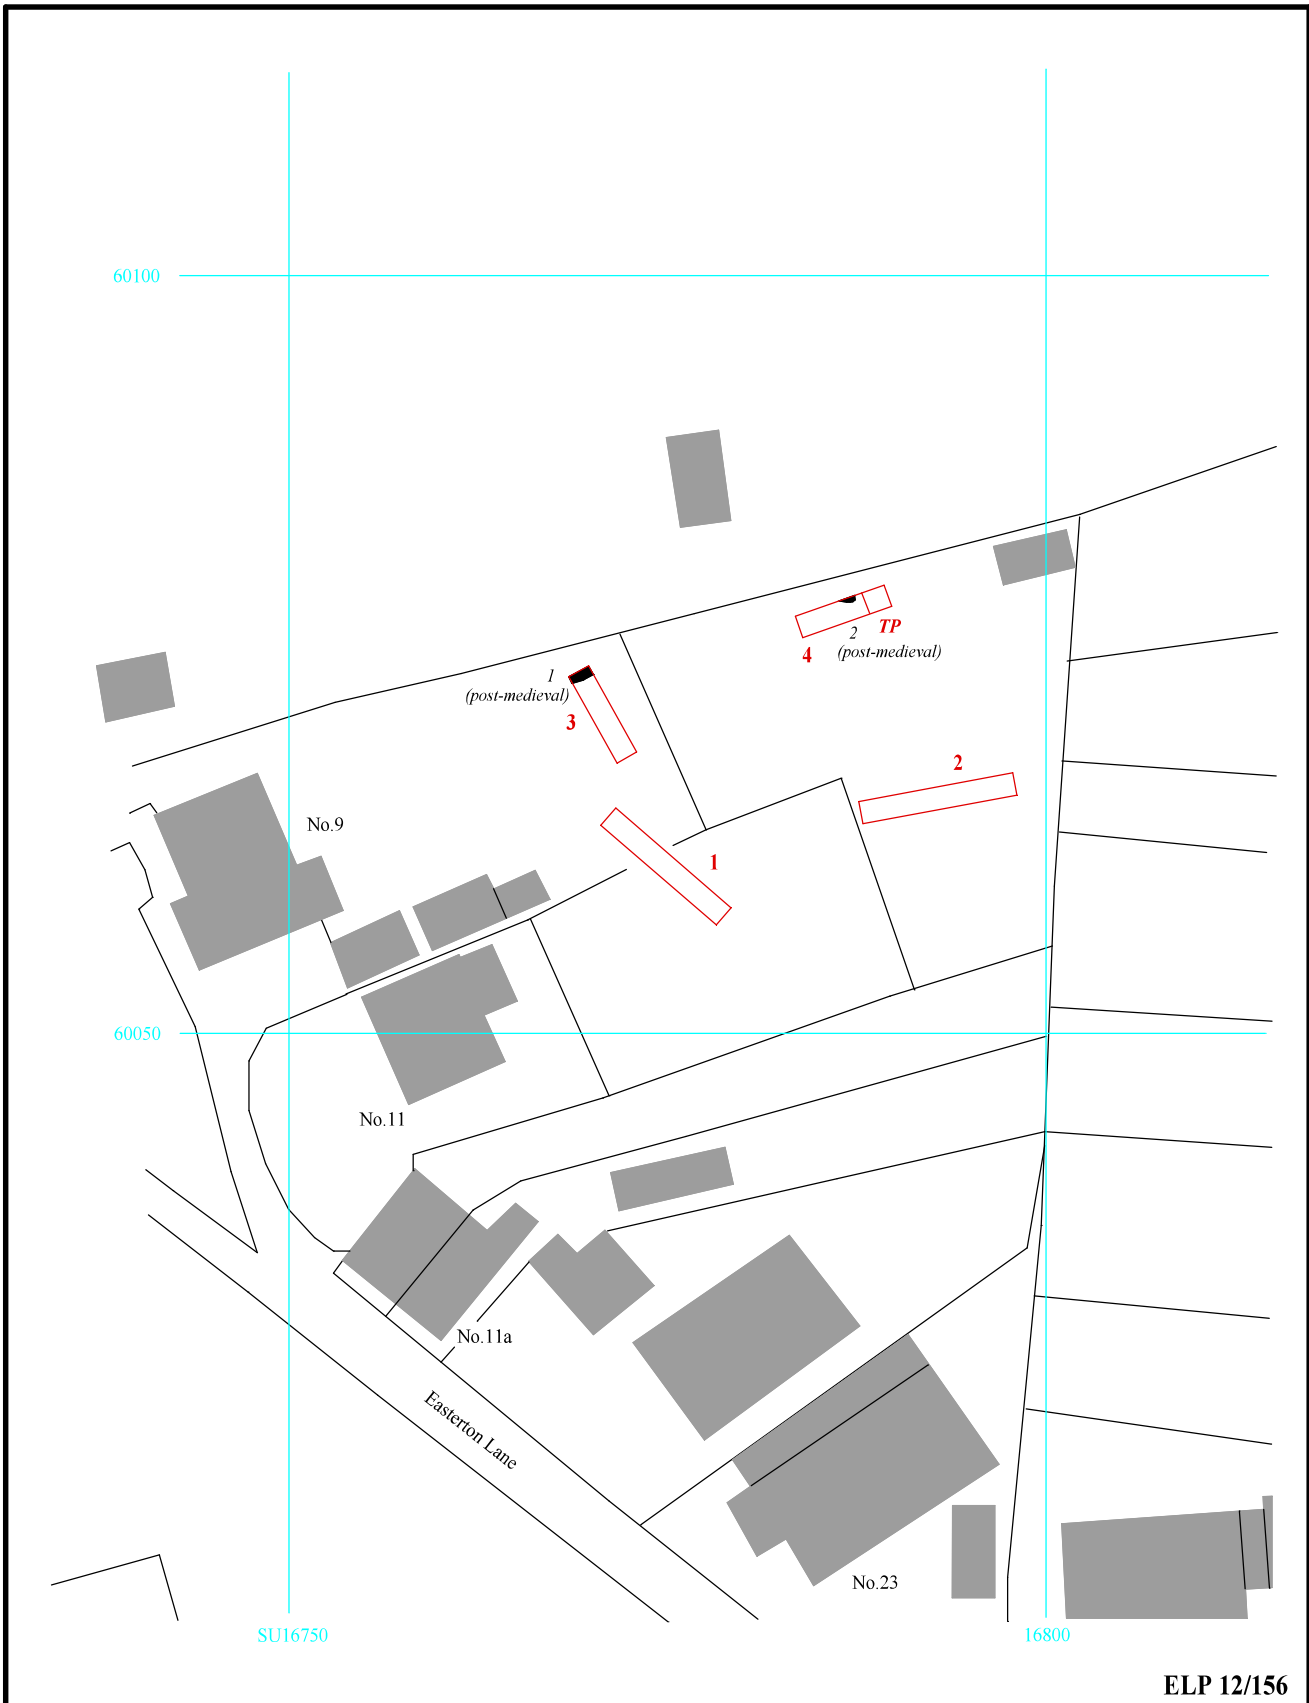 60100
1
(post-medieval)
3
2
TP
4
(post-medieval)
2
No.9
1
60050
No.11
No.11a
Easterton Lane
No.23
SU16750
16800
ELP 12/156